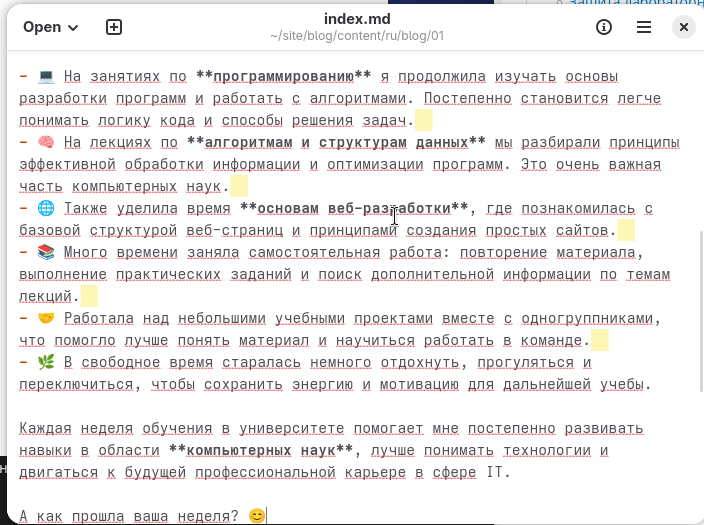 Open
index.md
~/site/blog/content/ru/blog/01
- 💻 На занятиях по **программированию** я продолжила изучать основы
разработки программ и работать с алгоритмами. Постепенно становится легче
понимать логику кода и способы решения задач.
- 🧠 На лекциях по **алгоритмам и структурам данных** мы разбирали принципы
эффективной обработки информации и оптимизации программ. Это очень важная
часть компьютерных наук.
- 🌐 Также уделила время **основам веб-разработки**, где познакомилась с
базовой структурой веб-страниц и принципами создания простых сайтов.
- 📚 Много времени заняла самостоятельная работа: повторение материала,
выполнение практических заданий и поиск дополнительной информации по темам
лекций.
- 🤝 Работала над небольшими учебными проектами вместе с одногруппниками,
что помогло лучше понять материал и научиться работать в команде.
- 🌿 В свободное время старалась немного отдохнуть, прогуляться и
переключиться, чтобы сохранить энергию и мотивацию для дальнейшей учебы.
Каждая неделя обучения в университете помогает мне постепенно развивать
навыки в области **компьютерных наук**, лучше понимать технологии и
двигаться к будущей профессиональной карьере в сфере IT.
А как прошла ваша неделя? 😊